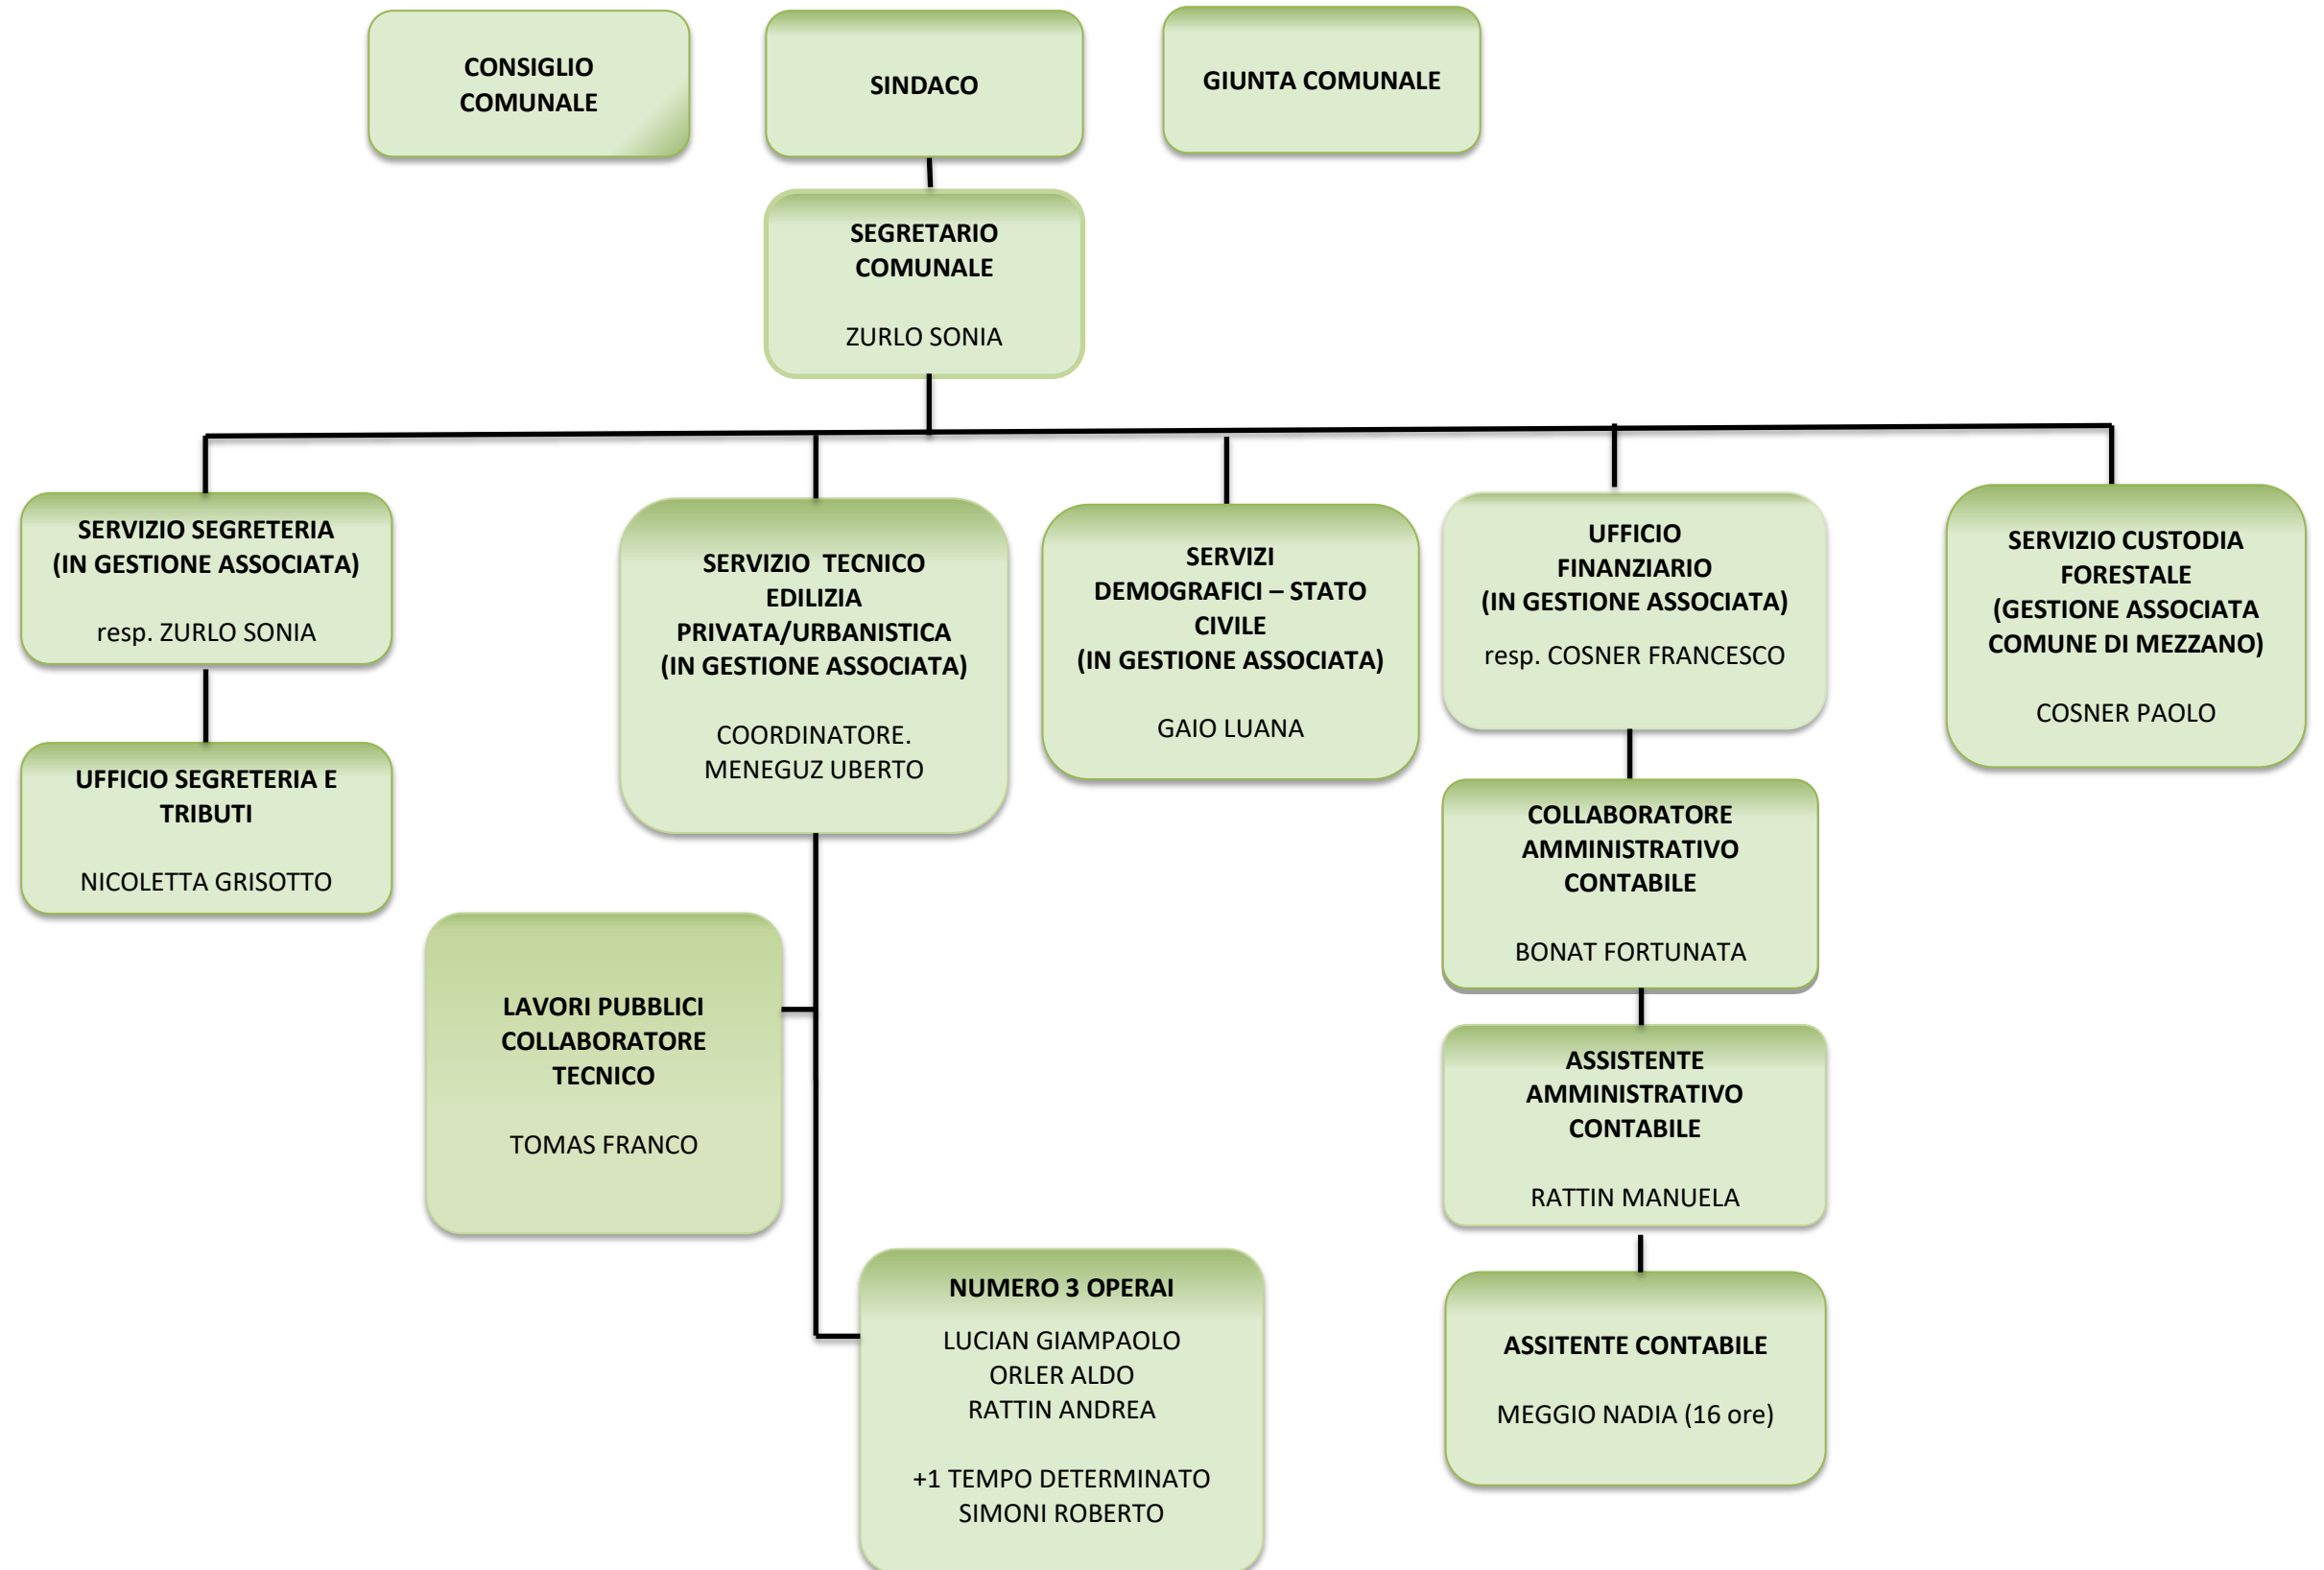 CONSIGLIO
COMUNALE
SINDACO
GIUNTA COMUNALE
SEGRETARIO
COMUNALE
ZURLO SONIA
SERVIZIO SEGRETERIA
(IN GESTIONE ASSOCIATA)
resp. ZURLO SONIA
UFFICIO SEGRETERIA E
TRIBUTI
NICOLETTA GRISOTTO
SERVIZIO TECNICO
EDILIZIA
PRIVATA/URBANISTICA
(IN GESTIONE ASSOCIATA)
COORDINATORE.
MENEGUZ UBERTO
LAVORI PUBBLICI
COLLABORATORE
TECNICO
TOMAS FRANCO
NUMERO 3 OPERAI
LUCIAN GIAMPAOLO
ORLER ALDO
RATTIN ANDREA
+1 TEMPO DETERMINATO
SIMONI ROBERTO
SERVIZI
DEMOGRAFICI – STATO
CIVILE
(IN GESTIONE ASSOCIATA)
GAIO LUANA
UFFICIO
FINANZIARIO
(IN GESTIONE ASSOCIATA)
resp. COSNER FRANCESCO
COLLABORATORE
AMMINISTRATIVO
CONTABILE
BONAT FORTUNATA
ASSISTENTE
AMMINISTRATIVO
CONTABILE
RATTIN MANUELA
ASSITENTE CONTABILE
MEGGIO NADIA (16 ore)
SERVIZIO CUSTODIA
FORESTALE
(GESTIONE ASSOCIATA
COMUNE DI MEZZANO)
COSNER PAOLO